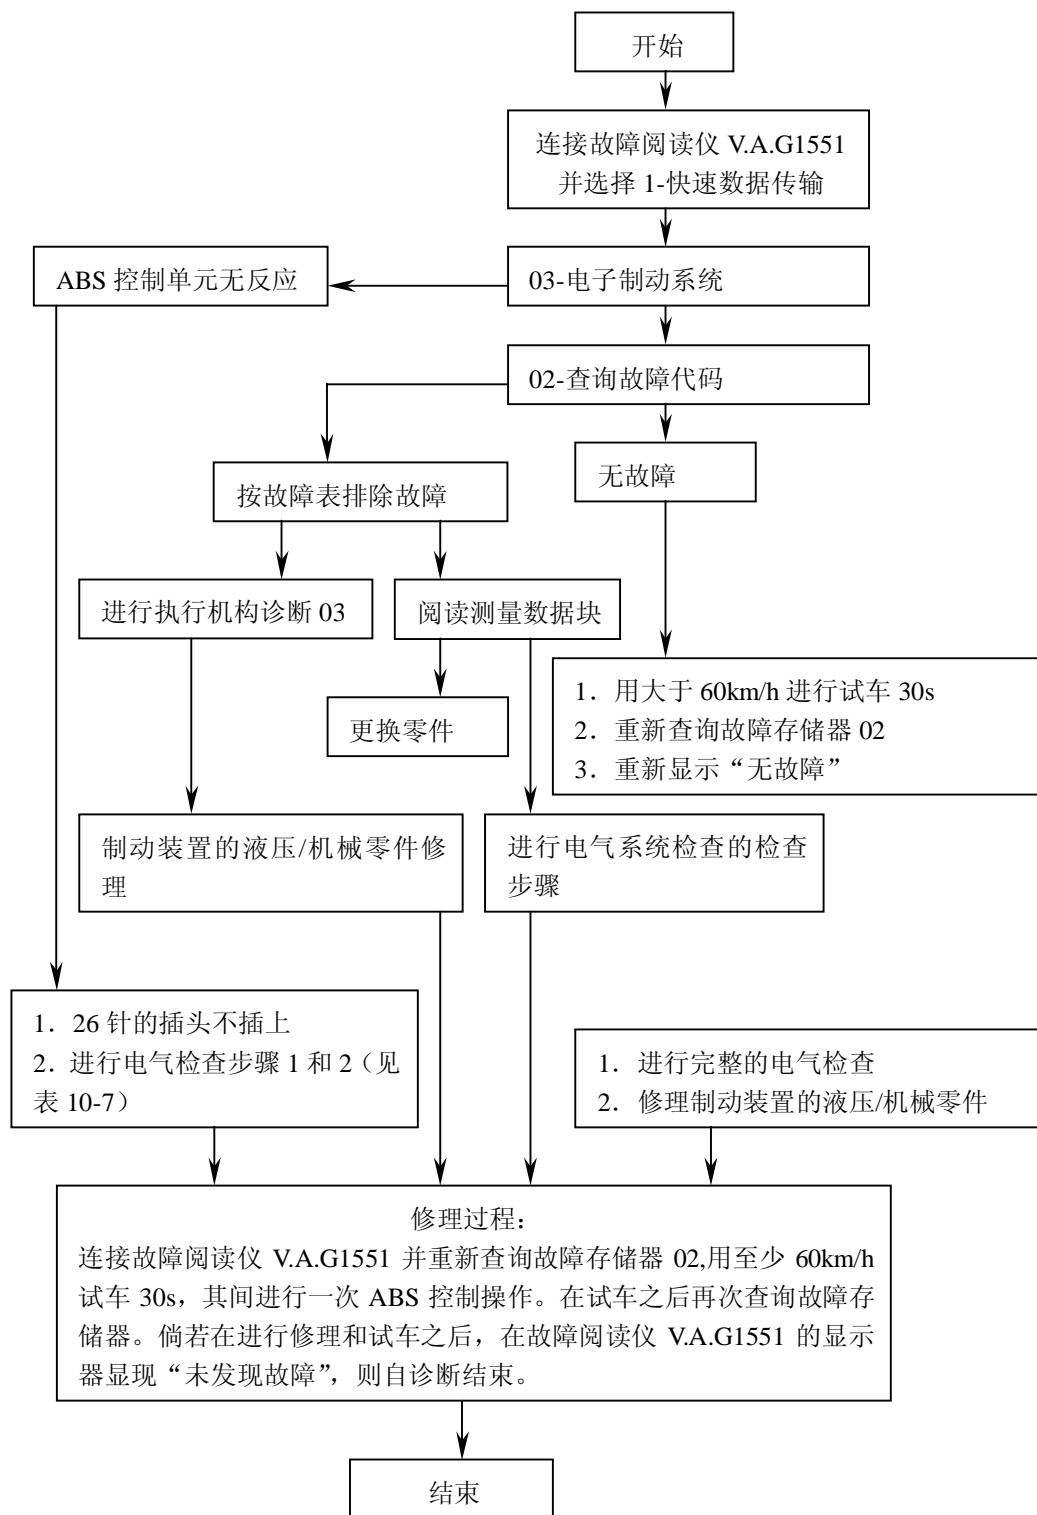 开始
连接故障阅读仪 V.A.G1551
并选择 1-快速数据传输
ABS 控制单元无反应
03-电子制动系统
02-查询故障代码
无故障
按故障表排除故障
进行执行机构诊断 03
阅读测量数据块
更换零件
1．用大于 60km/h 进行试车 30s
2．重新查询故障存储器 02
3．重新显示“无故障”
制动装置的液压/机械零件修
理
进行电气系统检查的检查
步骤
1．26 针的插头不插上
2．进行电气检查步骤 1 和 2（见
表 10-7）
1．进行完整的电气检查
2．修理制动装置的液压/机械零件
修理过程：
连接故障阅读仪 V.A.G1551 并重新查询故障存储器 02,用至少 60km/h
试车 30s，其间进行一次 ABS 控制操作。在试车之后再次查询故障存
储器。倘若在进行修理和试车之后，在故障阅读仪 V.A.G1551 的显示
器显现“未发现故障”，则自诊断结束。
结束